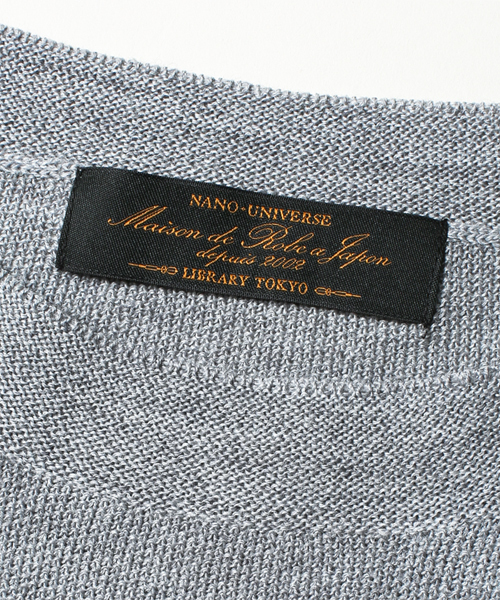 NANO-UNIVERSE
Maison de Robe a Japon
depuis 2002
LIBRARY TOKYO